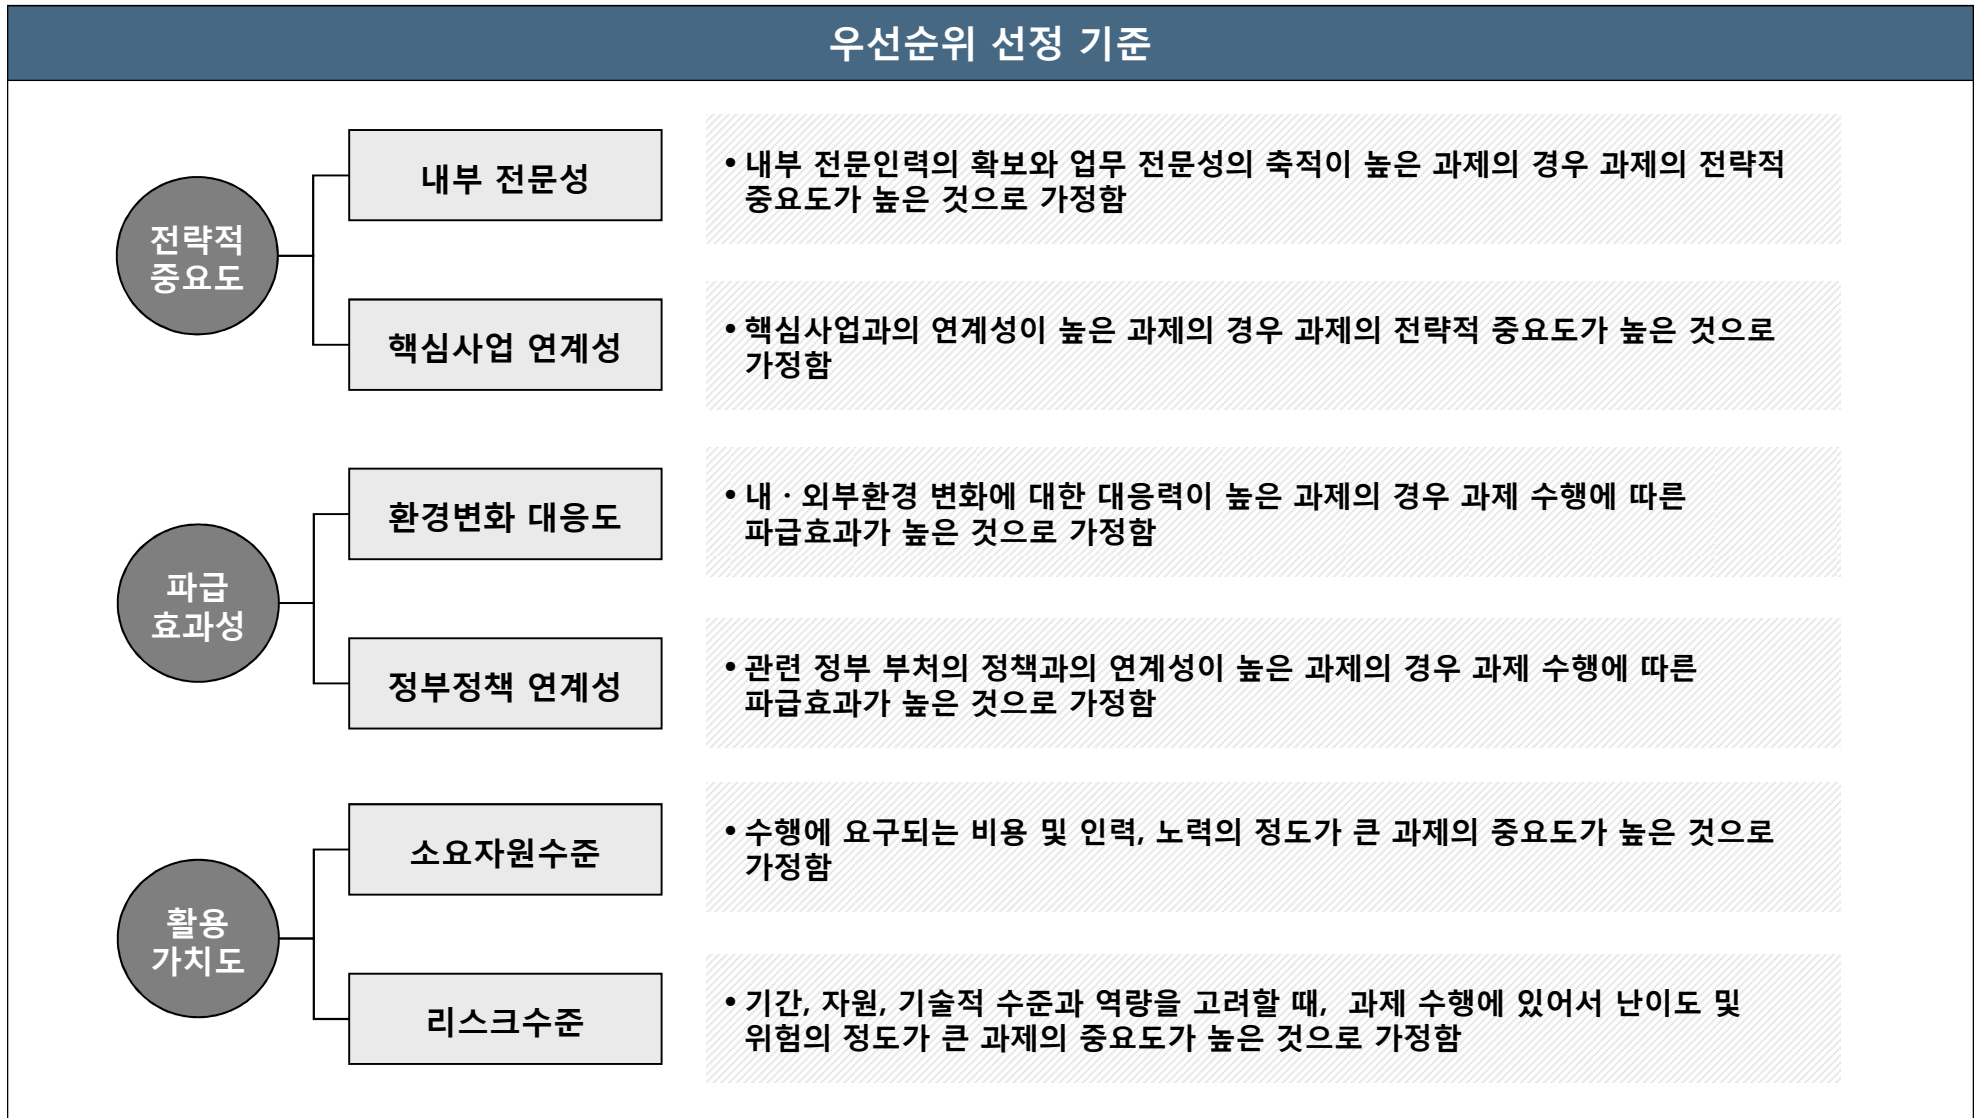 우선순위 선정 기준
전략적
중요도
내부 전문성
• 내부 전문인력의 확보와 업무 전문성의 축적이 높은 과제의 경우 과제의 전략적
중요도가 높은 것으로 가정함
핵심사업 연계성
• 핵심사업과의 연계성이 높은 과제의 경우 과제의 전략적 중요도가 높은 것으로
가정함
파급
효과성
환경변화 대응도
• 내 · 외부환경 변화에 대한 대응력이 높은 과제의 경우 과제 수행에 따른
파급효과가 높은 것으로 가정함
정부정책 연계성
• 관련 정부 부처의 정책과의 연계성이 높은 과제의 경우 과제 수행에 따른
파급효과가 높은 것으로 가정함
활용
가치도
소요자원수준
• 수행에 요구되는 비용 및 인력, 노력의 정도가 큰 과제의 중요도가 높은 것으로
가정함
리스크수준
• 기간, 자원, 기술적 수준과 역량을 고려할 때, 과제 수행에 있어서 난이도 및
위험의 정도가 큰 과제의 중요도가 높은 것으로 가정함